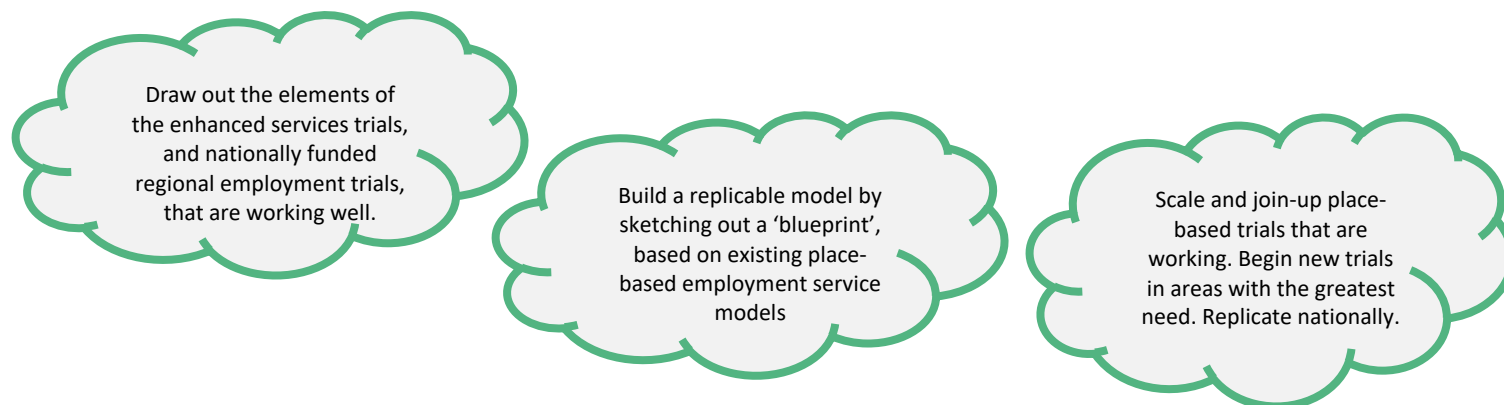 Draw out the elements of
the enhanced services trials,
and nationally funded
regional employment trials,
that are working well.
Build a replicable model by
sketching out a ‘blueprint’,
based on existing place-
based employment service
models
Scale and join-up place-
based trials that are
working. Begin new trials
in areas with the greatest
need. Replicate nationally.